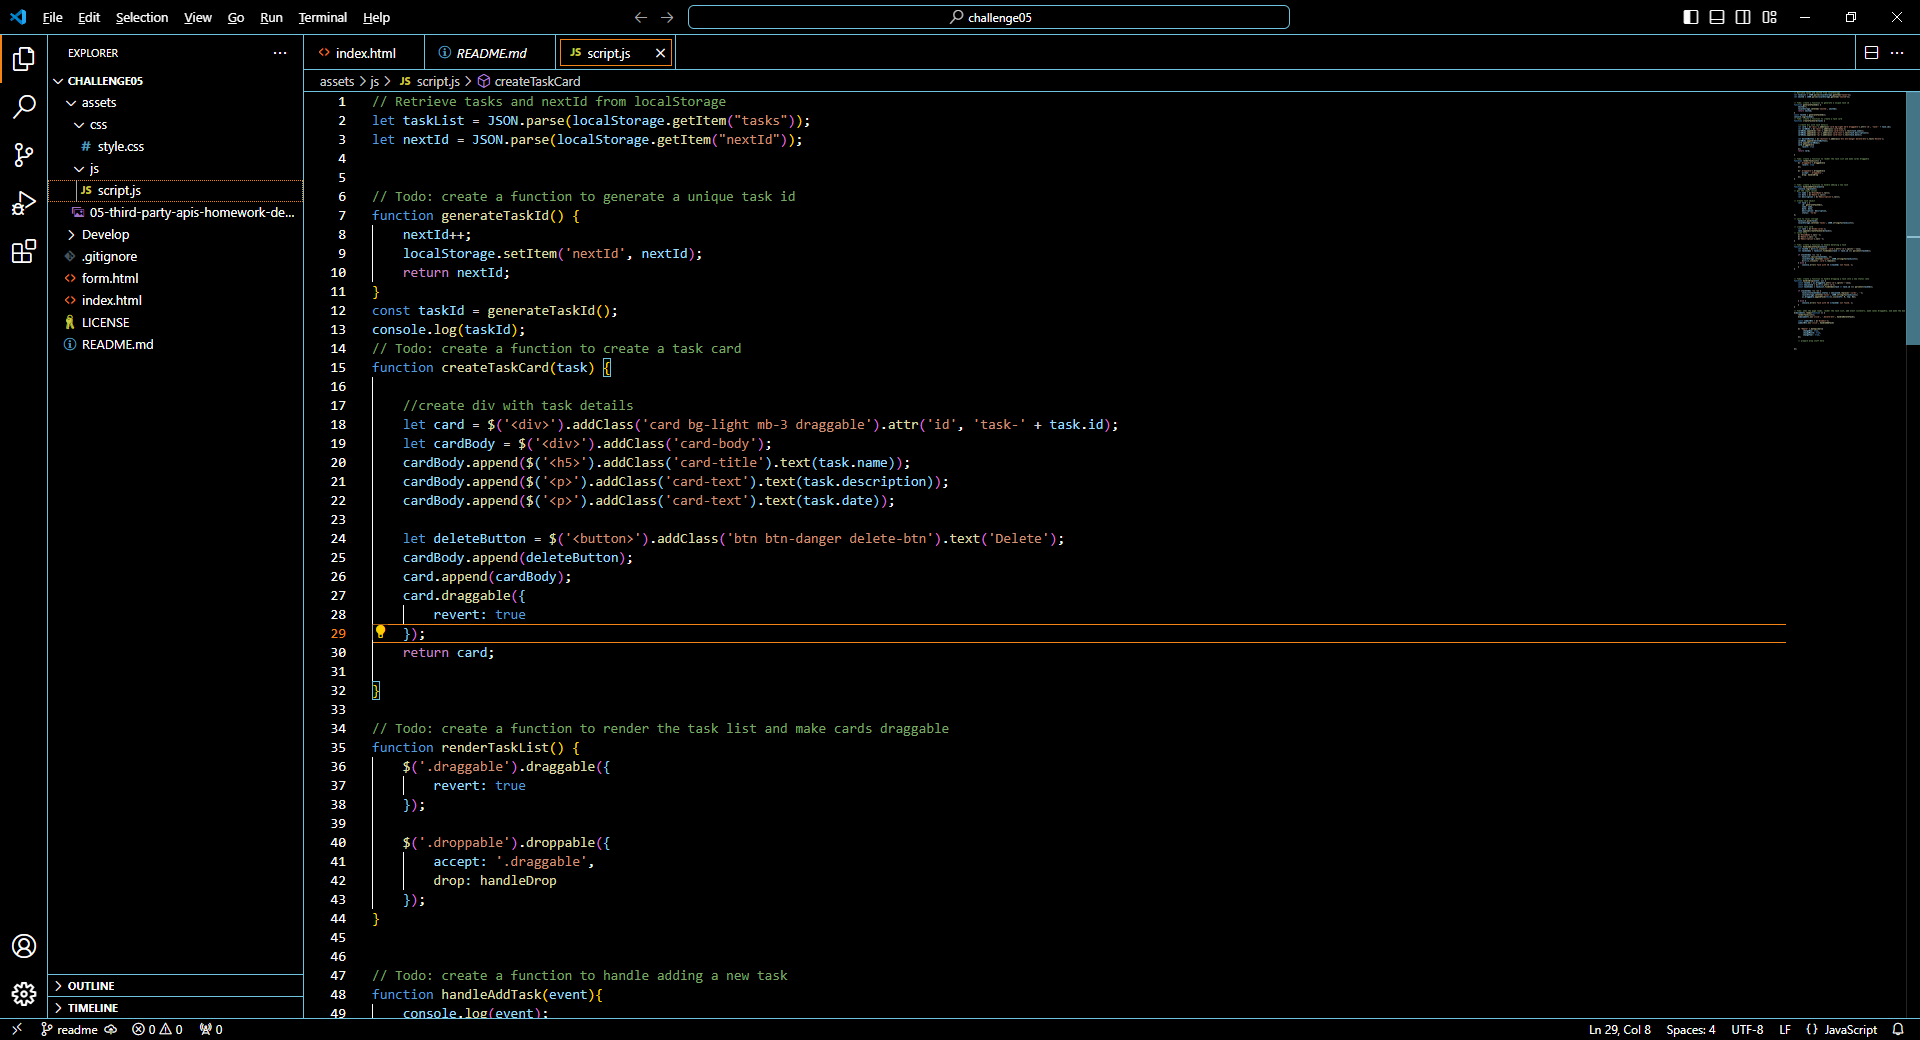 File Edit Selection View Go Run Terminal Help
challenge05
EXPLORER
CHALLENGE05
assets
css
# style.css
js
JS script.js
05-third-party-apis-homework-de...
Develop
.gitignore
form.html
index.html
LICENSE
README.md
OUTLINE
TIMELINE
index.html README.md JS script.js
assets > js > JS script.js > createTaskCard
1 // Retrieve tasks and nextId from localStorage
2 let taskList = JSON.parse(localStorage.getItem("tasks"));
3 let nextId = JSON.parse(localStorage.getItem("nextId"));
4
5
6 // Todo: create a function to generate a unique task id
7 function generateTaskId() {
8 nextId++;
9 localStorage.setItem('nextId', nextId);
10 return nextId;
11 }
12 const taskId = generateTaskId();
13 console.log(taskId);
14 // Todo: create a function to create a task card
15 function createTaskCard(task) {
16
17 //create div with task details
18 let card = $('<div>').addClass('card bg-light mb-3 draggable').attr('id', 'task-' + task.id);
19 let cardBody = $('<div>').addClass('card-body');
20 cardBody.append($('<h5>').addClass('card-title').text(task.name));
21 cardBody.append($('<p>').addClass('card-text').text(task.description));
22 cardBody.append($('<p>').addClass('card-text').text(task.date));
23
24 let deleteButton = $('<button>').addClass('btn btn-danger delete-btn').text('Delete');
25 cardBody.append(deleteButton);
26 card.append(cardBody);
27 card.draggable({
28 revert: true
29 });
30 return card;
31
32 }
33
34 // Todo: create a function to render the task list and make cards draggable
35 function renderTaskList() {
36 $('.draggable').draggable({
37 revert: true
38 });
39
40 $('.droppable').droppable({
41 accept: '.draggable',
42 drop: handleDrop
43 });
44 }
45
46
47 // Todo: create a function to handle adding a new task
48 function handleAddTask(event){
49 console.log(event);
readme 0 0 0
Ln 29, Col 8 Spaces: 4 UTF-8 LF {} JavaScript